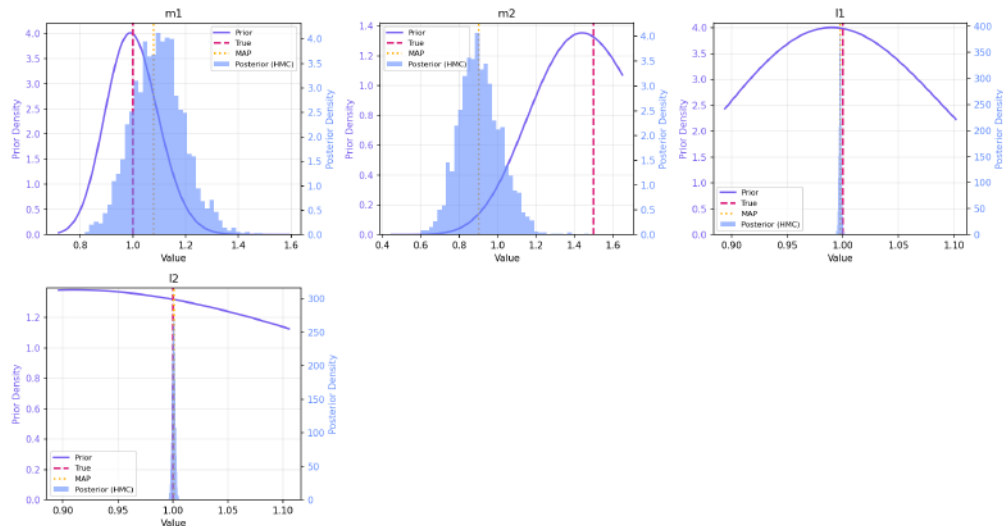 m1
Prior Density
4.0
3.5
3.0
2.5
2.0
1.5
1.0
0.5
0.0
Prior
True
MAP
Posterior (HMC)
4.0
3.5
3.0
2.5
2.0
1.5
1.0
0.5
0.0
Posterior Density
0.8 1.0 1.2 1.4 1.6
Value
m2
Prior Density
1.4
1.2
1.0
0.8
0.6
0.4
0.2
0.0
Prior
True
MAP
Posterior (HMC)
4.0
3.5
3.0
2.5
2.0
1.5
1.0
0.5
0.0
Posterior Density
0.4 0.6 0.8 1.0 1.2 1.4 1.6
Value
l1
Prior Density
4.0
3.5
3.0
2.5
2.0
1.5
1.0
0.5
0.0
Prior
True
MAP
Posterior (HMC)
400
350
300
250
200
150
100
50
0
Posterior Density
0.90 0.95 1.00 1.05 1.10
Value
l2
Prior Density
1.2
1.0
0.8
0.6
0.4
0.2
0.0
Prior
True
MAP
Posterior (HMC)
300
250
200
150
100
50
0
Posterior Density
0.90 0.95 1.00 1.05 1.10
Value